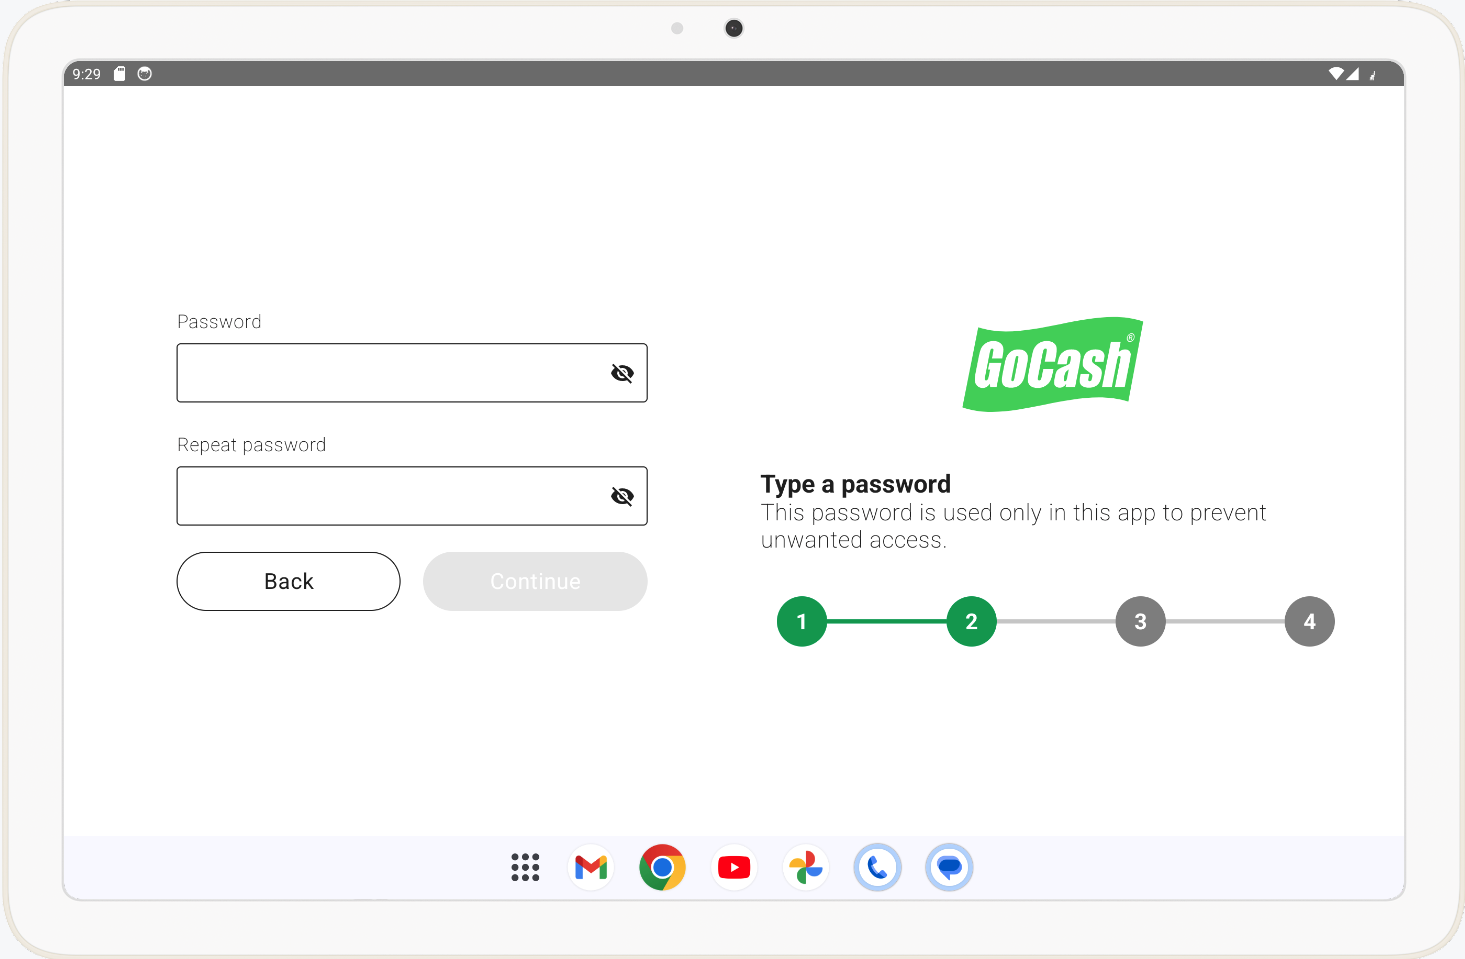 9:29
Password
Repeat password
Back
Continue
GoCash®
Type a password
This password is used only in this app to prevent
unwanted access.
1
2
3
4